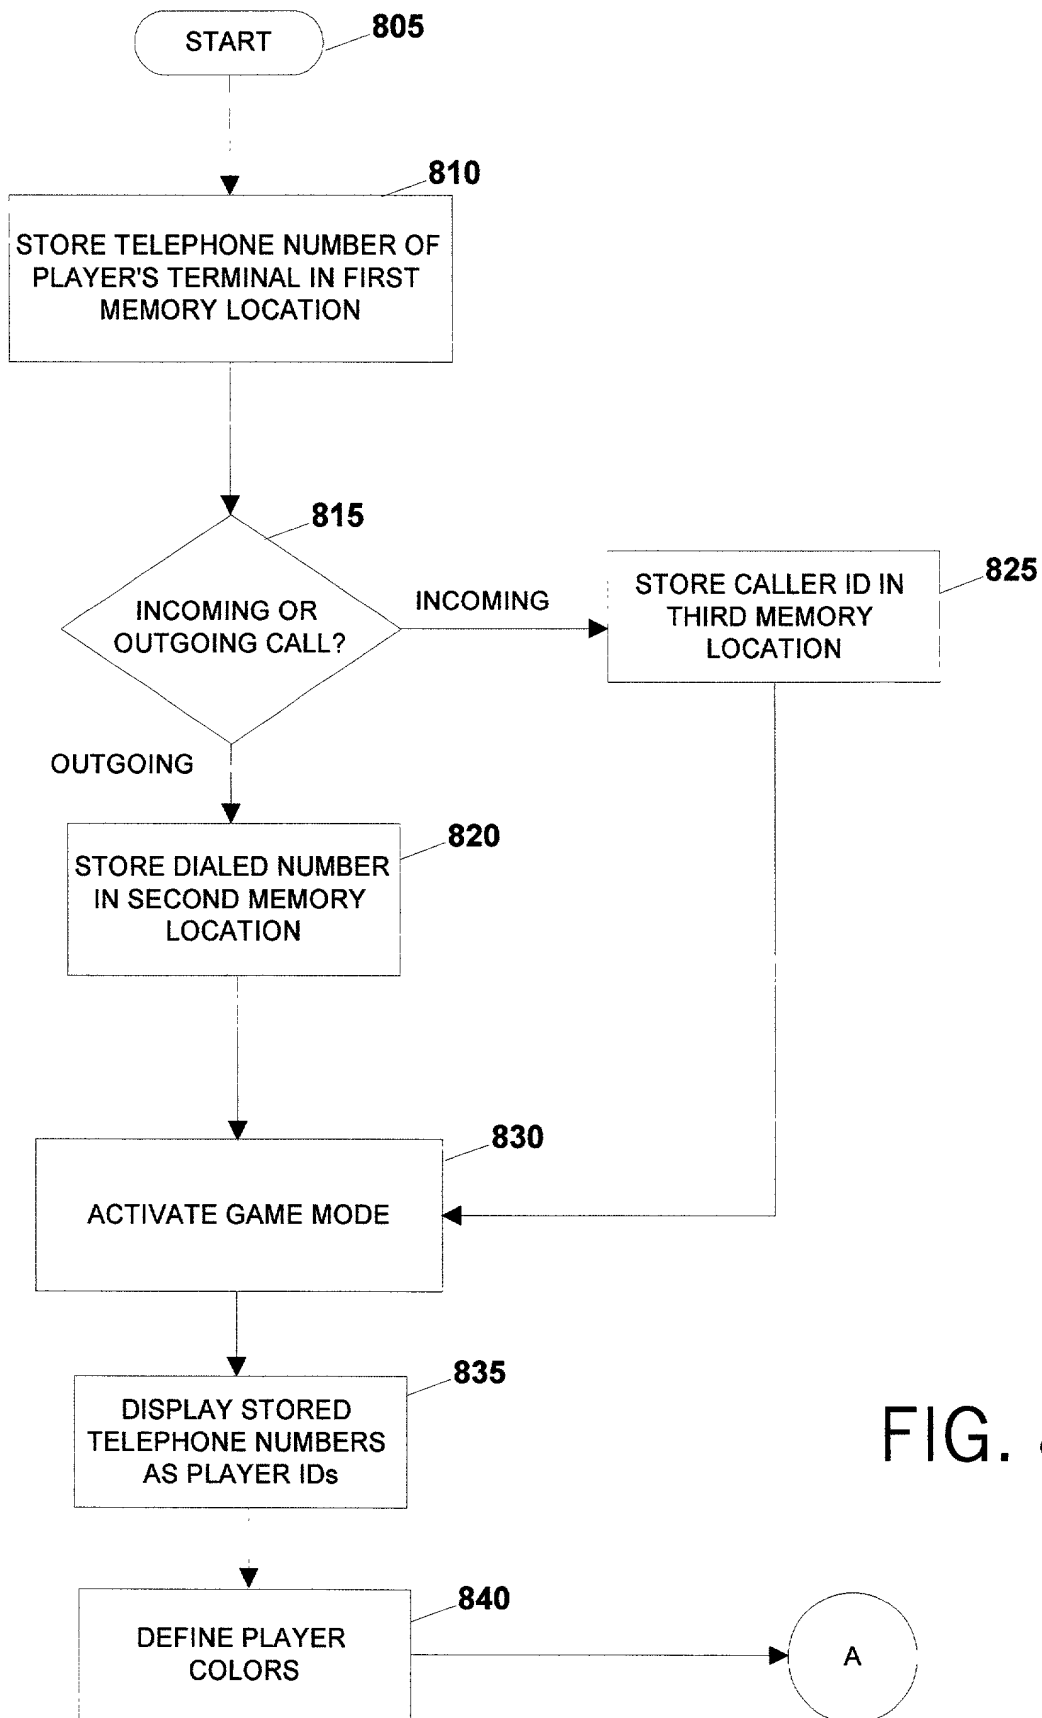 START
805
810
STORE TELEPHONE NUMBER OF
PLAYER'S TERMINAL IN FIRST
MEMORY LOCATION
815
INCOMING OR
OUTGOING CALL?
INCOMING
STORE CALLER ID IN
THIRD MEMORY
LOCATION
825
OUTGOING
820
STORE DIALED NUMBER
IN SECOND MEMORY
LOCATION
830
ACTIVATE GAME MODE
835
DISPLAY STORED
TELEPHONE NUMBERS
AS PLAYER IDs
FIG.
840
DEFINE PLAYER
COLORS
A